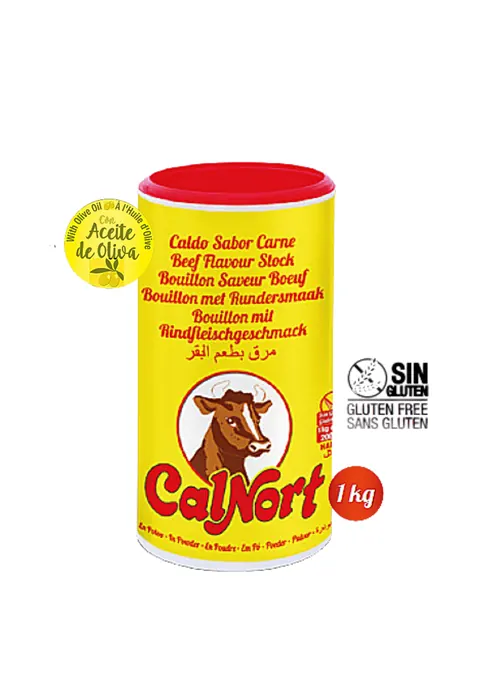 With Olive Oil
À l'Huile d'Olive
Con
Aceite
de Oliva
Caldo Sabor Carne
Beef Flavour Stock
Bouillon Saveur Boeuf
Bouillon met Rundersmaak
Bouillon mit
Rindfleischgeschmack
مرق بطعم البقر
SIN
GLUTEN
GLUTEN FREE
SANS GLUTEN
CalNort
1 kg
En Polvo - In Powder - En Poudre - Em Pó - Poeder - Pulver